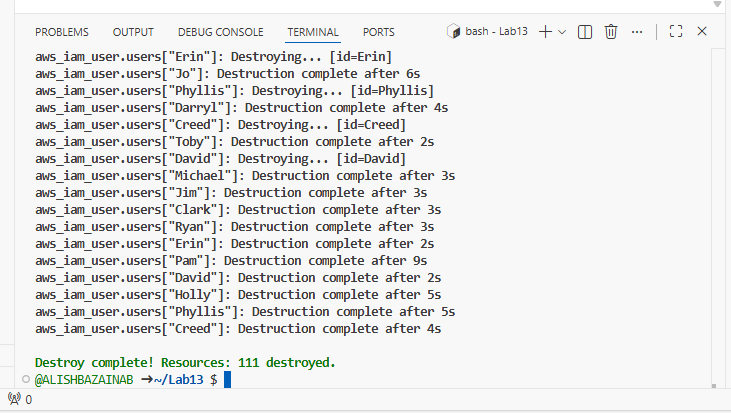 PROBLEMS OUTPUT DEBUG CONSOLE TERMINAL PORTS bash - Lab13
aws_iam_user.users["Erin"]: Destroying... [id=Erin]
aws_iam_user.users["Jo"]: Destruction complete after 6s
aws_iam_user.users["Phyllis"]: Destroying... [id=Phyllis]
aws_iam_user.users["Darryl"]: Destruction complete after 4s
aws_iam_user.users["Creed"]: Destroying... [id=Creed]
aws_iam_user.users["Toby"]: Destruction complete after 2s
aws_iam_user.users["David"]: Destroying... [id=David]
aws_iam_user.users["Michael"]: Destruction complete after 3s
aws_iam_user.users["Jim"]: Destruction complete after 3s
aws_iam_user.users["Clark"]: Destruction complete after 3s
aws_iam_user.users["Ryan"]: Destruction complete after 3s
aws_iam_user.users["Erin"]: Destruction complete after 2s
aws_iam_user.users["Pam"]: Destruction complete after 9s
aws_iam_user.users["David"]: Destruction complete after 2s
aws_iam_user.users["Holly"]: Destruction complete after 5s
aws_iam_user.users["Phyllis"]: Destruction complete after 5s
aws_iam_user.users["Creed"]: Destruction complete after 4s
Destroy complete! Resources: 111 destroyed.
@ALISHBAZAINAB ➜~/Lab13 $
0